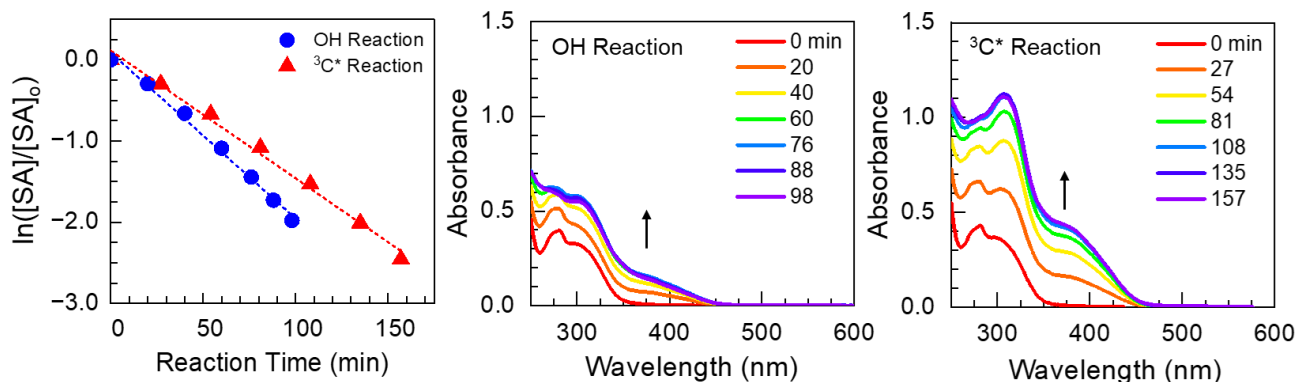 ln([SA]/[SA]ₒ)
0.0
−1.0
−2.0
−3.0
OH Reaction
³C* Reaction
0 50 100 150
Reaction Time (min)
Absorbance
1.5
1.0
0.5
0.0
OH Reaction
0 min
20
40
60
76
88
98
300 400 500 600
Wavelength (nm)
Absorbance
1.5
1.0
0.5
0.0
³C* Reaction
0 min
27
54
81
108
135
157
300 400 500 600
Wavelength (nm)